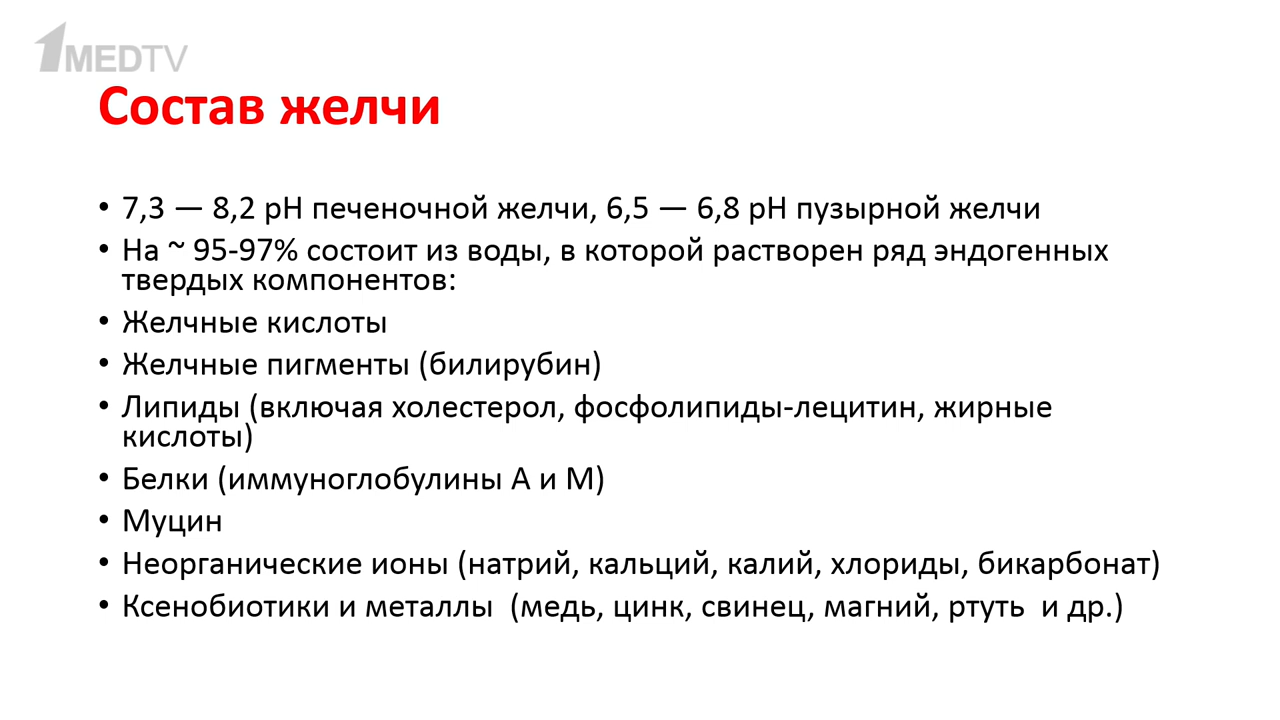 1MEDTV
Состав желчи
• 7,3 — 8,2 pH печеночной желчи, 6,5 — 6,8 pH пузырной желчи
• На ~ 95-97% состоит из воды, в которой растворен ряд эндогенных
твердых компонентов:
• Желчные кислоты
• Желчные пигменты (билирубин)
• Липиды (включая холестерол, фосфолипиды-лецитин, жирные
кислоты)
• Белки (иммуноглобулины А и М)
• Муцин
• Неорганические ионы (натрий, кальций, калий, хлориды, бикарбонат)
• Ксенобиотики и металлы  (медь, цинк, свинец, магний, ртуть  и др.)